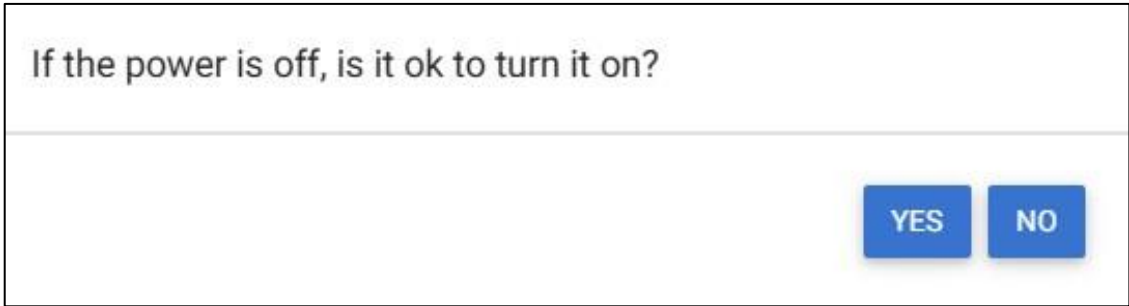 If the power is off, is it ok to turn it on?
YES NO